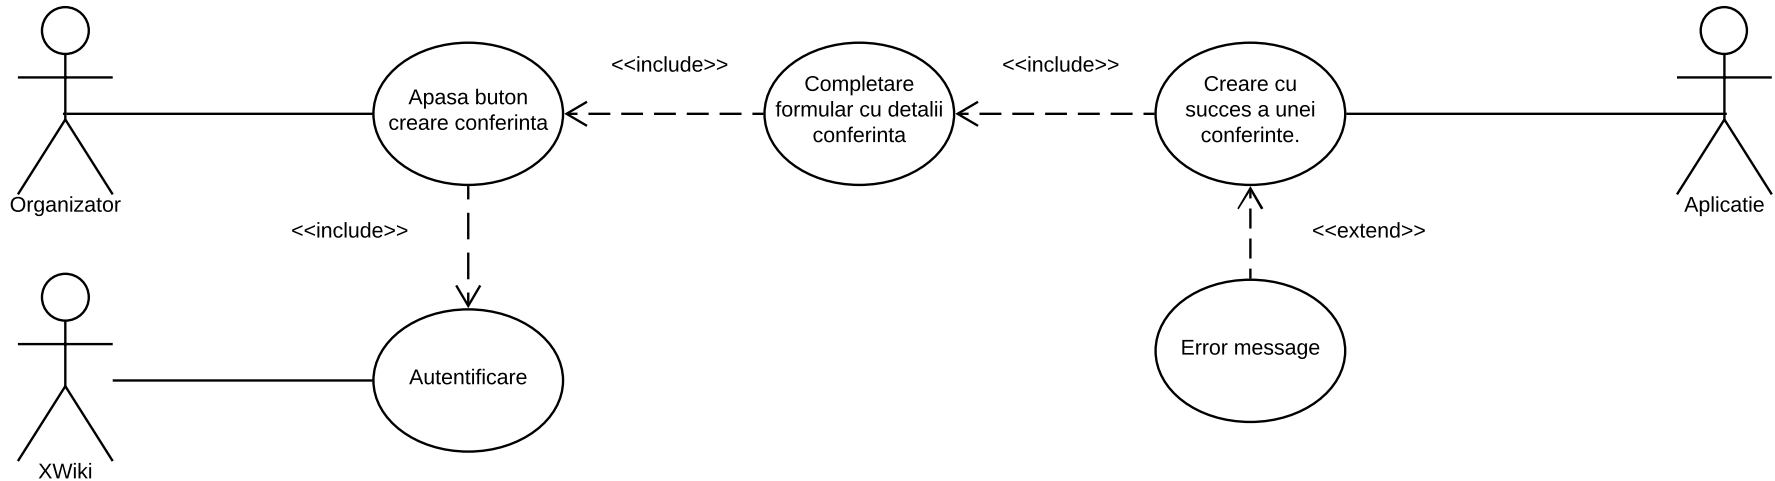 <<include>>
<<include>>
Apasa buton
creare conferinta
Completare
formular cu detalii
conferinta
Creare cu
succes a unei
conferinte.
Organizator
Aplicatie
<<include>>
<<extend>>
Autentificare
Error message
XWiki